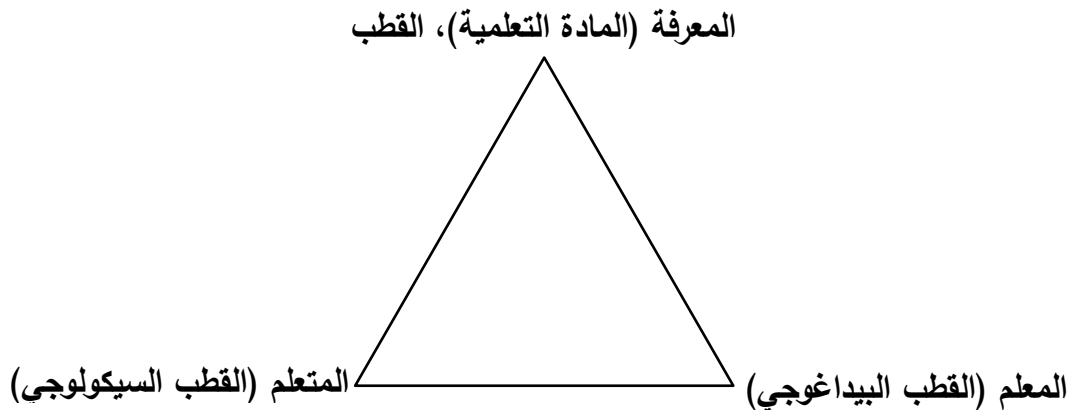 المعرفة (المادة التعلمية)، القطب
المعلم (القطب البيداغوجي)
المتعلم (القطب السيكولوجي)